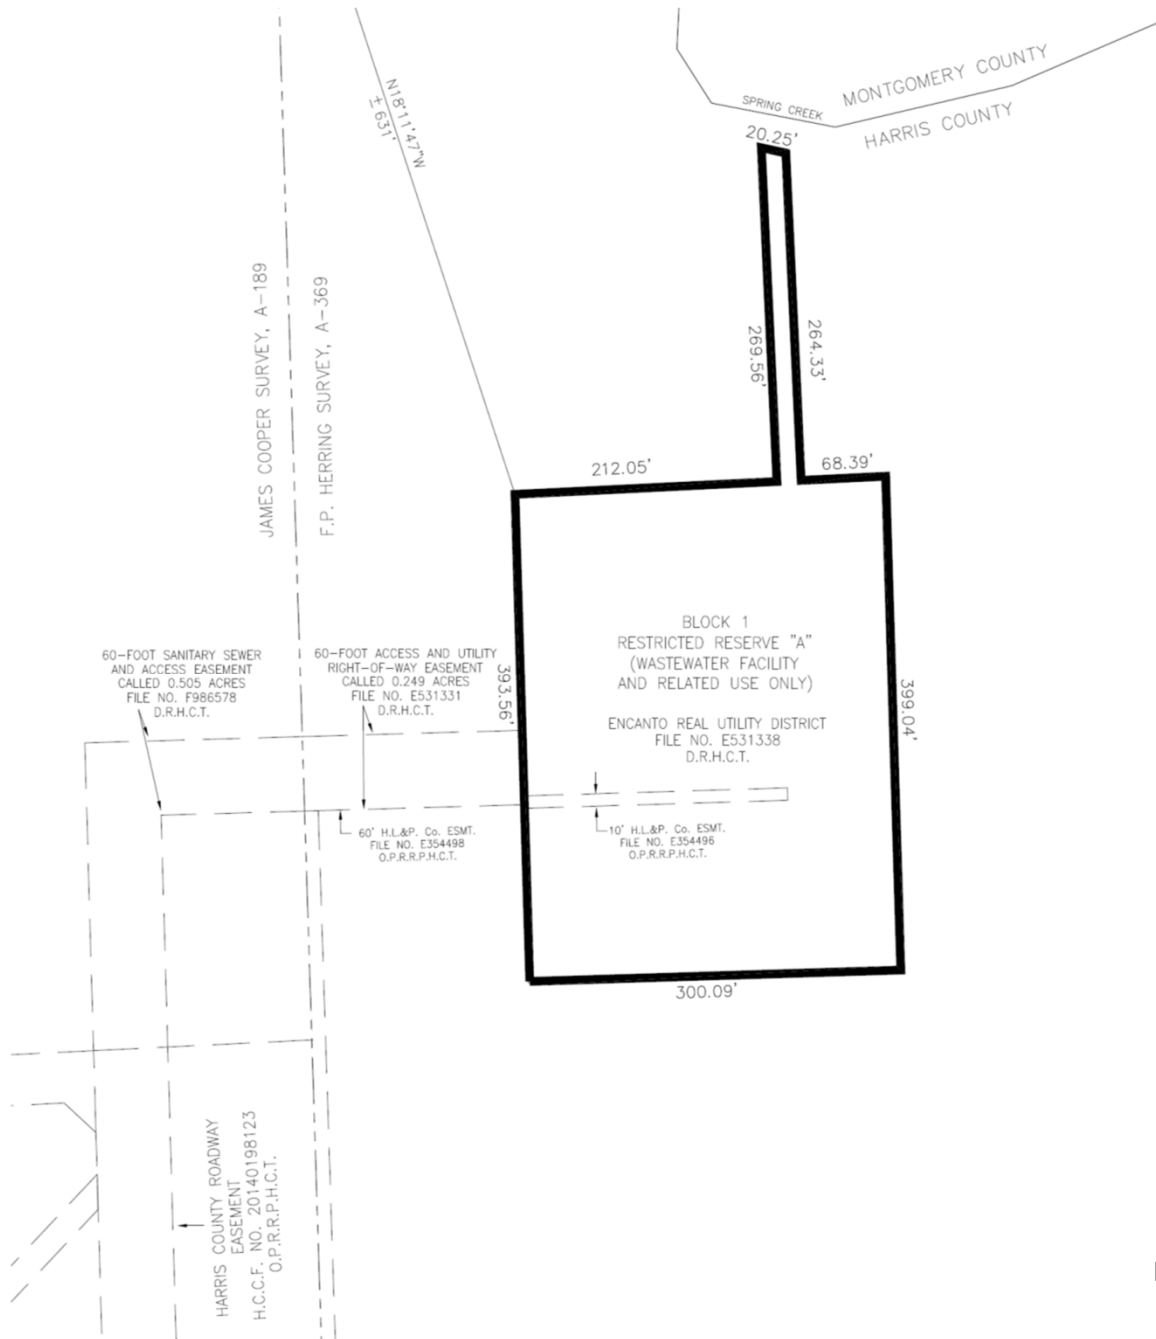 MONTGOMERY COUNTY
SPRING CREEK
HARRIS COUNTY
20.25'
N18°11'47"W
± 631'
JAMES COOPER SURVEY, A-189
F.P. HERRING SURVEY, A-369
269.56'
264.33'
212.05'
68.39'
BLOCK 1
RESTRICTED RESERVE "A"
(WASTEWATER FACILITY
AND RELATED USE ONLY)
ENCANTO REAL UTILITY DISTRICT
FILE NO. E531338
D.R.H.C.T.
60-FOOT SANITARY SEWER
AND ACCESS EASEMENT
CALLED 0.505 ACRES
FILE NO. F986578
D.R.H.C.T.
60-FOOT ACCESS AND UTILITY
RIGHT-OF-WAY EASEMENT
CALLED 0.249 ACRES
FILE NO. E531331
D.R.H.C.T.
393.56'
399.04'
60' H.L.&P. Co. ESMT.
FILE NO. E354498
O.P.R.R.P.H.C.T.
10' H.L.&P. Co. ESMT.
FILE NO. E354496
O.P.R.R.P.H.C.T.
300.09'
HARRIS COUNTY ROADWAY
EASEMENT
H.C.C.F. NO. 20140198123
O.P.R.R.P.H.C.T.